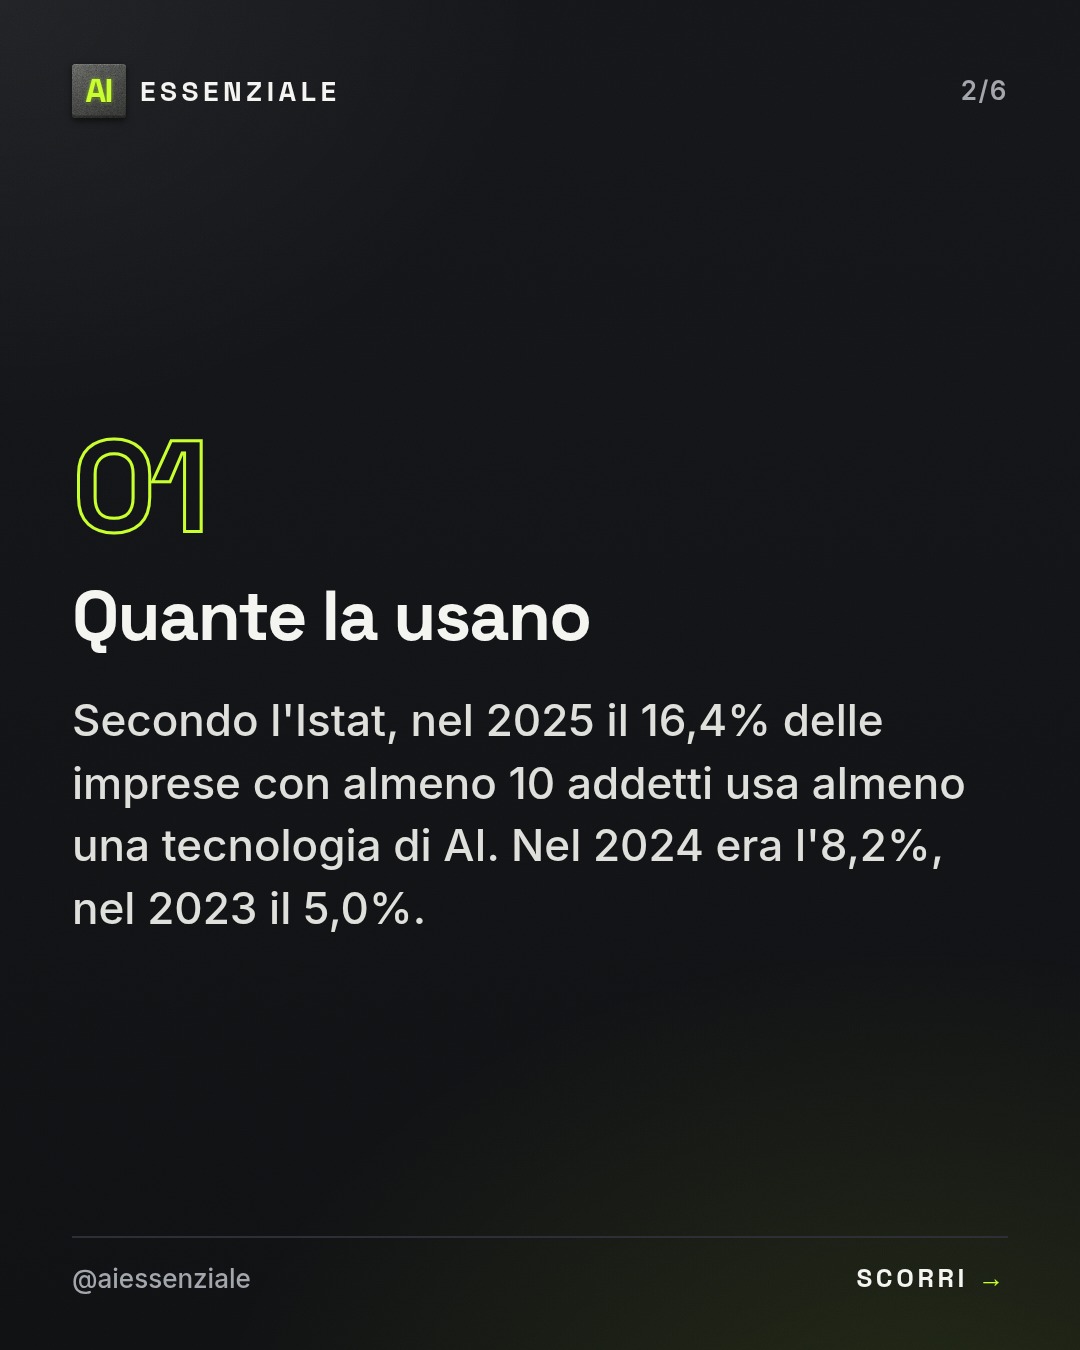 AI ESSENZIALE
2/6
01
Quante la usano
Secondo l'Istat, nel 2025 il 16,4% delle
imprese con almeno 10 addetti usa almeno
una tecnologia di AI. Nel 2024 era l'8,2%,
nel 2023 il 5,0%.
@aiessenziale
SCORRI →